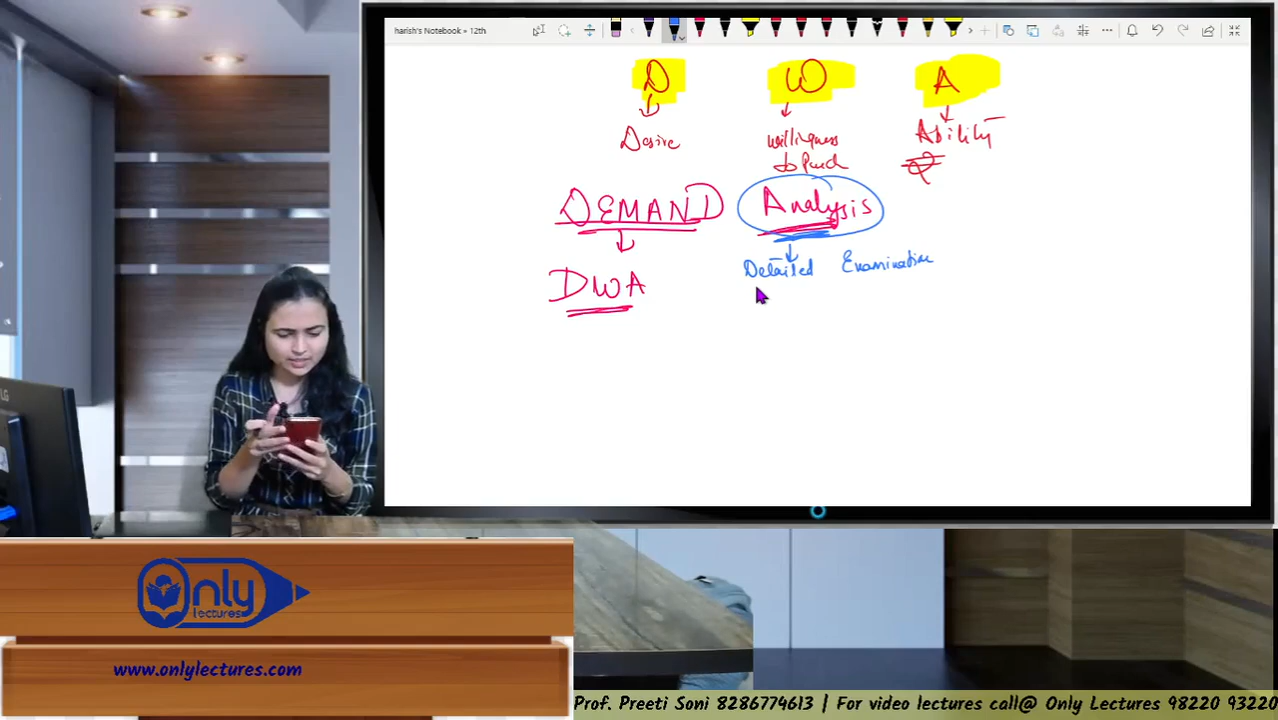 harish's Notebook » 12th
D W A
Desire willingness Ability
to Purch
DEMAND Analysis
DWA Detailed Examination
LG
Only
lectures
www.onlylectures.com
Prof. Preeti Soni 8286774613 | For video lectures call@ Only Lectures 98220 93220